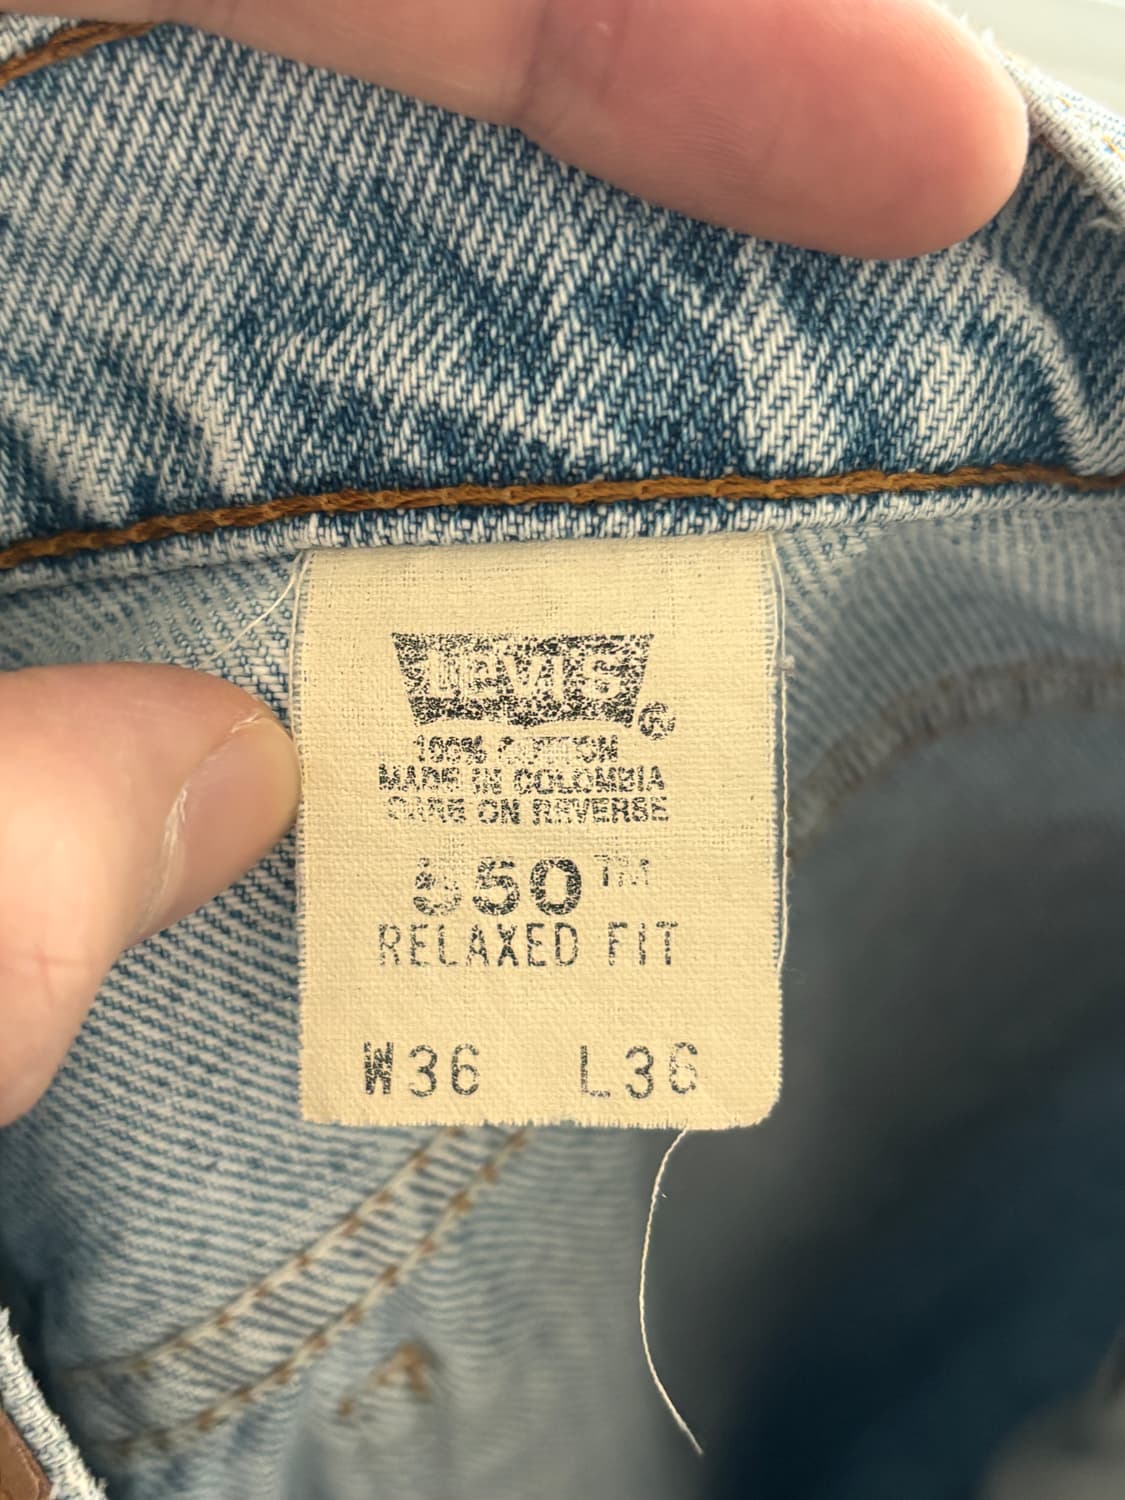 LEVI'S®
100% COTTON
MADE IN COLOMBIA
CARE ON REVERSE
550™
RELAXED FIT
W36 L36